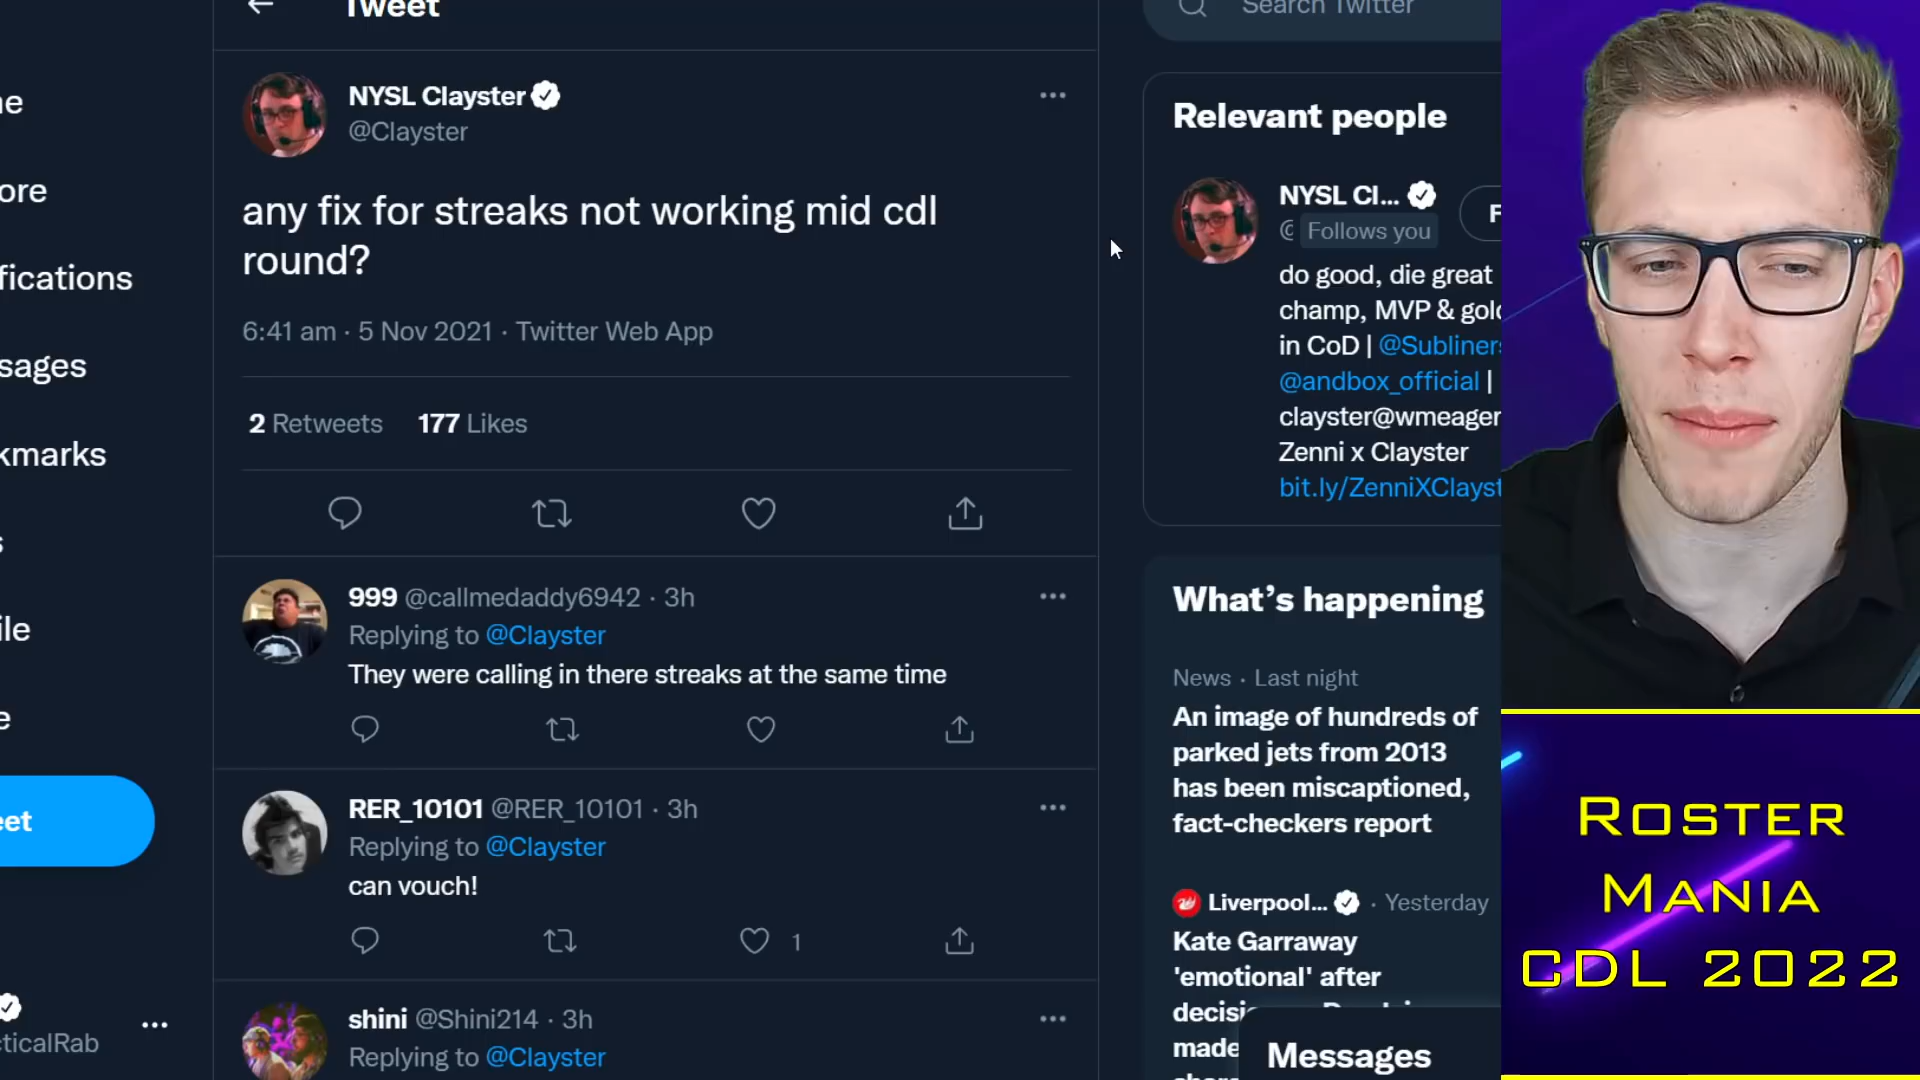 Tweet
Search Twitter
NYSL Clayster
@Clayster
any fix for streaks not working mid cdl
round?
6:41 am · 5 Nov 2021 · Twitter Web App
2 Retweets 177 Likes
999 @callmedaddy6942 · 3h
Replying to @Clayster
They were calling in there streaks at the same time
RER_10101 @RER_10101 · 3h
Replying to @Clayster
can vouch!
1
shini @Shini214 · 3h
Replying to @Clayster
ne
ore
fications
sages
kmarks
s
ile
e
eet
cticalRab
Relevant people
NYSL Cl...
@ Follows you
do good, die great
champ, MVP & gold
in CoD | @Subliners
@andbox_official |
clayster@wmeager
Zenni x Clayster
bit.ly/ZenniXClayst
What's happening
News · Last night
An image of hundreds of
parked jets from 2013
has been miscaptioned,
fact-checkers report
Liverpool... · Yesterday
Kate Garraway
'emotional' after
made
Messages
ROSTER
MANIA
CDL 2022